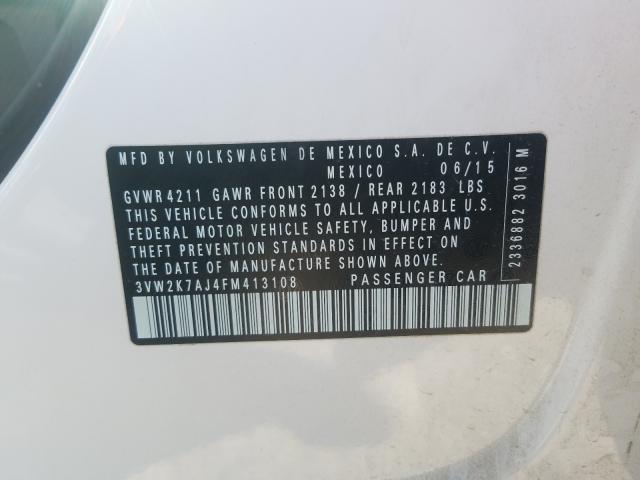 MFD BY VOLKSWAGEN DE MEXICO S.A. DE C.V.
MEXICO 06/15
GVWR 4211 GAWR FRONT 2138 / REAR 2183 LBS
THIS VEHICLE CONFORMS TO ALL APPLICABLE U.S.
FEDERAL MOTOR VEHICLE SAFETY, BUMPER AND
THEFT PREVENTION STANDARDS IN EFFECT ON
THE DATE OF MANUFACTURE SHOWN ABOVE.
3VW2K7AJ4FM413108 PASSENGER CAR
2336882 3016 M